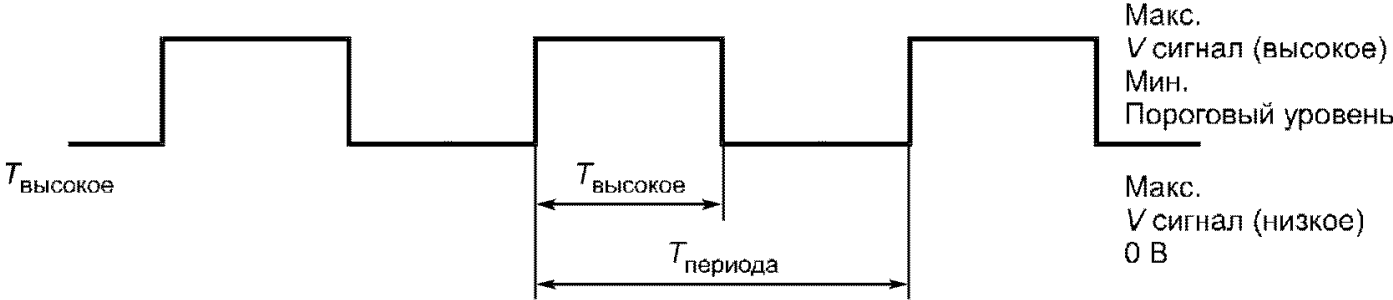 Макс.
V сигнал (высокое)
Мин.
Пороговый уровень
Tвысокое
Tвысокое
Макс.
V сигнал (низкое)
0 В
Tпериода